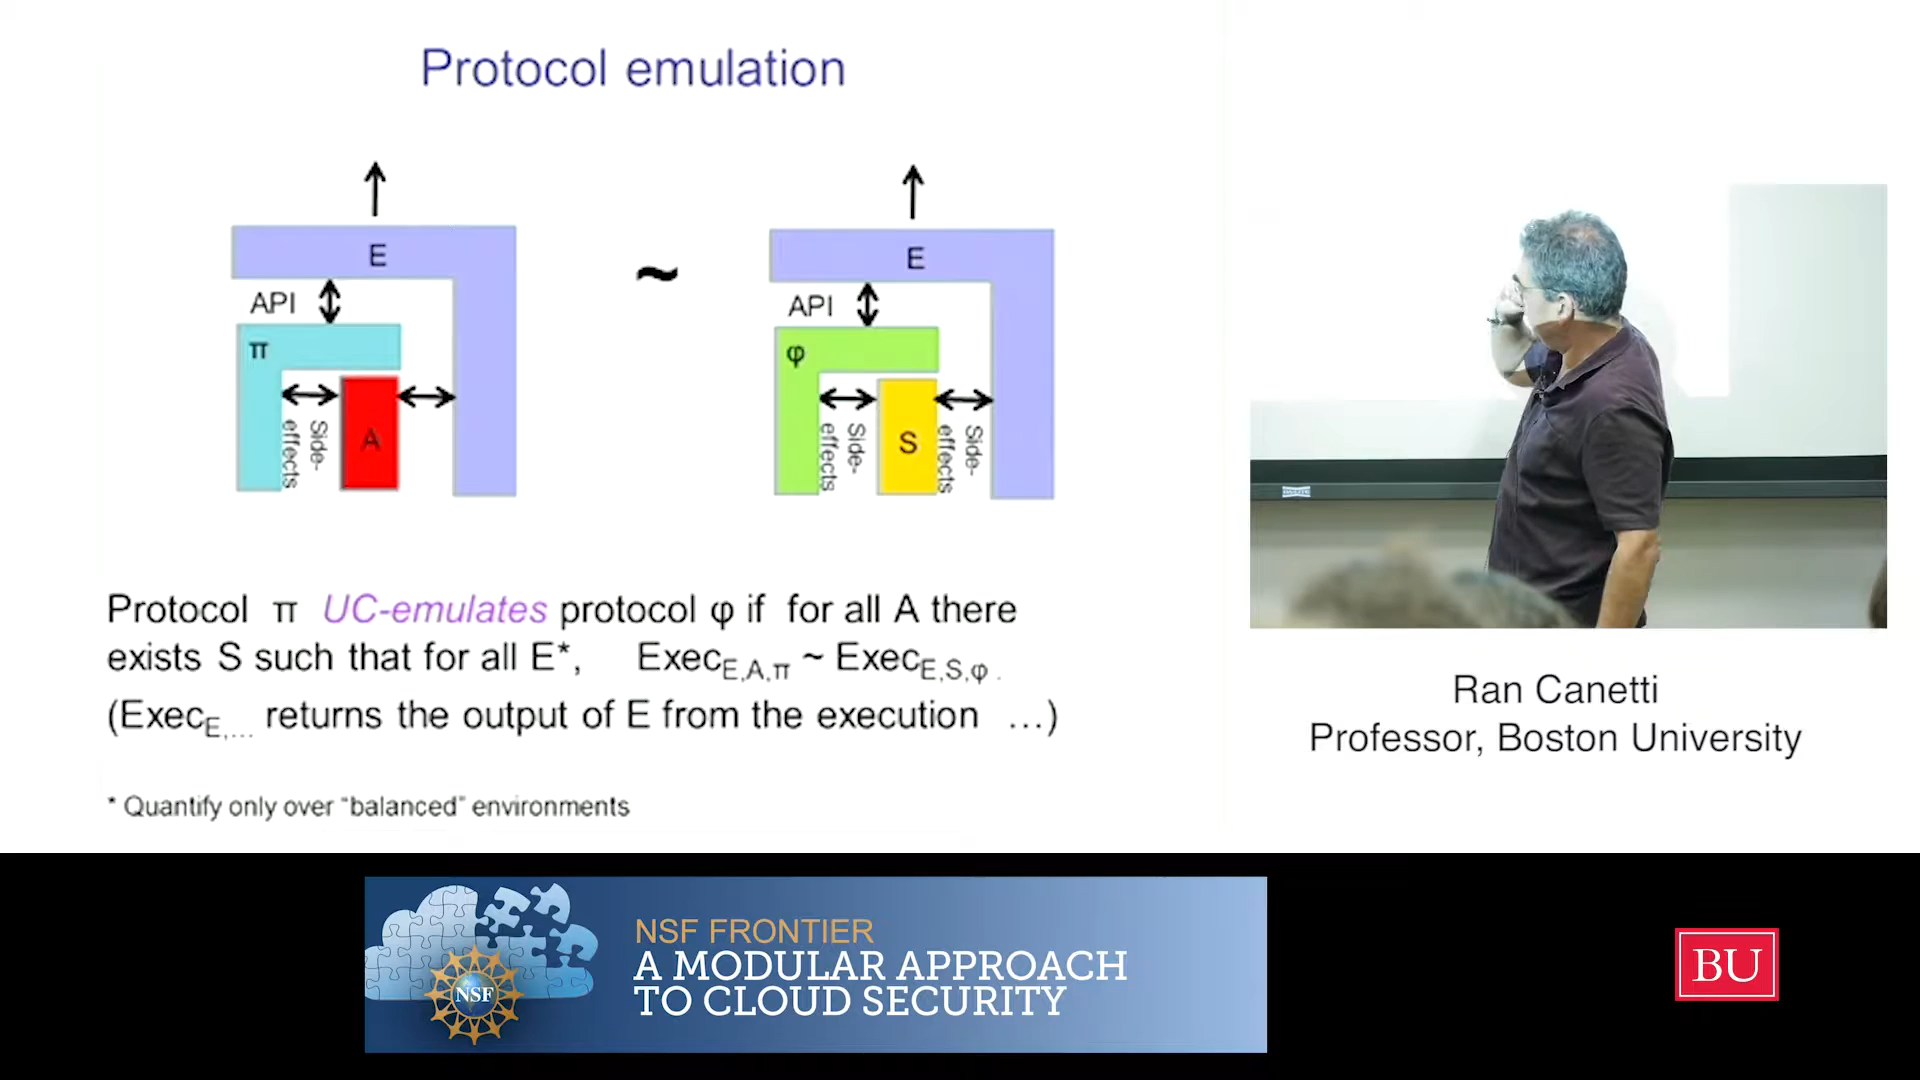 Protocol emulation
E
API
π
Side-
effects
A
~
E
API
φ
Side-
effects
S
Side-
effects
Protocol π UC-emulates protocol φ if for all A there
exists S such that for all E*, Exec_E,A,π ~ Exec_E,S,φ .
(Exec_E,... returns the output of E from the execution ...)
* Quantify only over "balanced" environments
Ran Canetti
Professor, Boston University
NSF
NSF FRONTIER
A MODULAR APPROACH
TO CLOUD SECURITY
BU